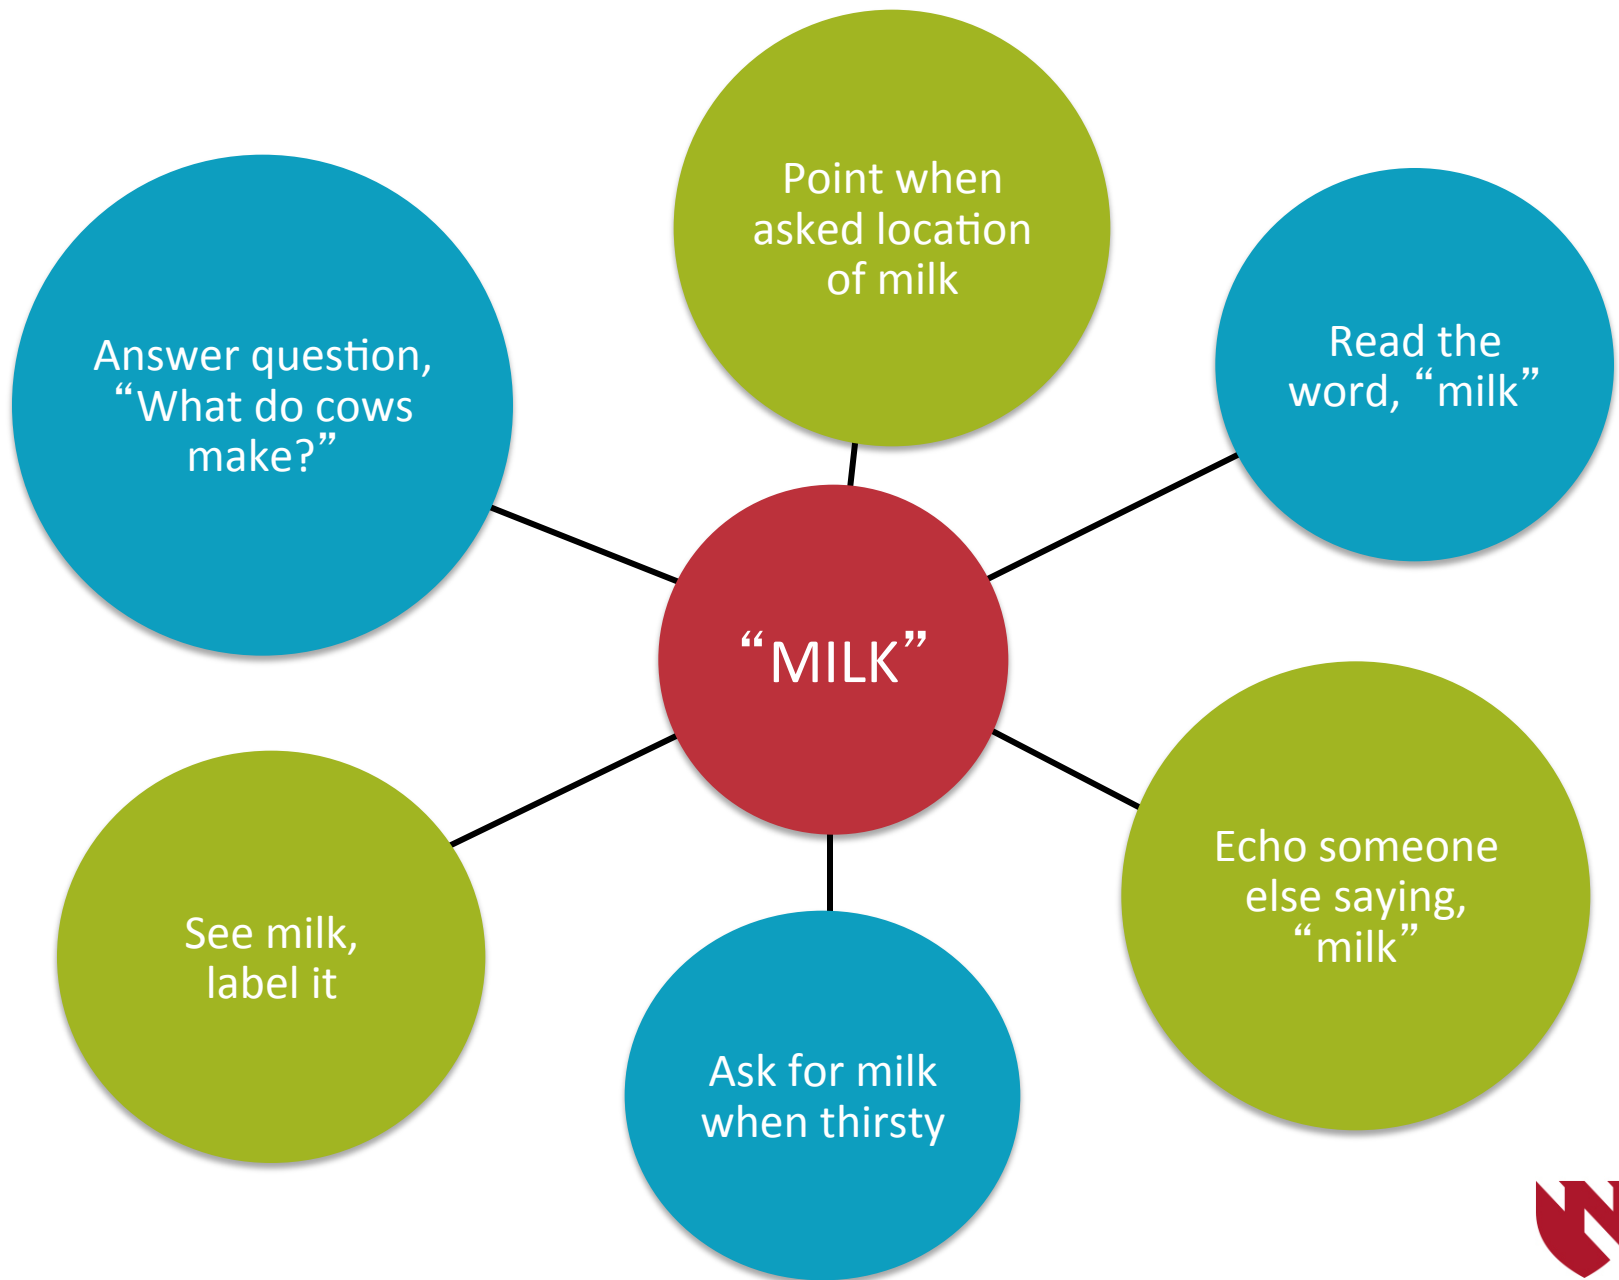 Point when
asked location
of milk
Answer question,
“What do cows
make?”
Read the
word, “milk”
“MILK”
Echo someone
else saying,
“milk”
See milk,
label it
Ask for milk
when thirsty